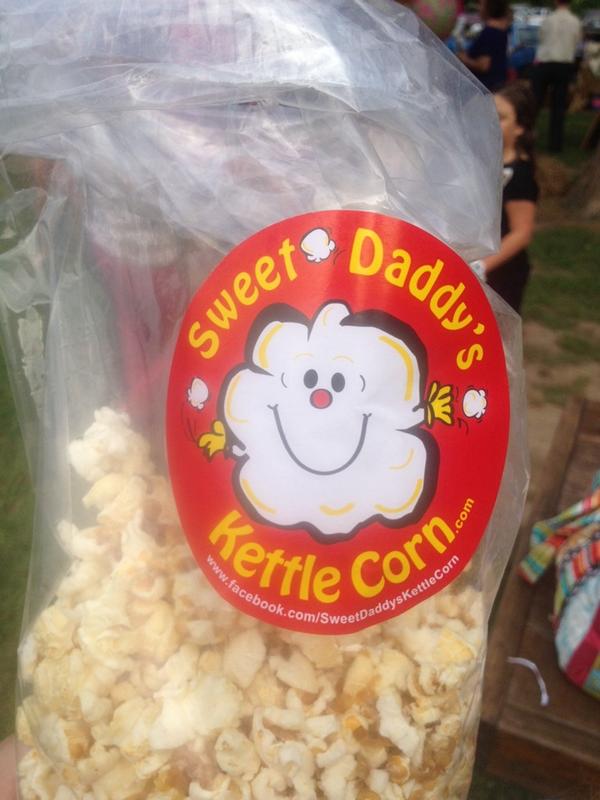 Sweet Daddy's
Kettle Corn.com
www.facebook.com/SweetDaddysKettleCorn